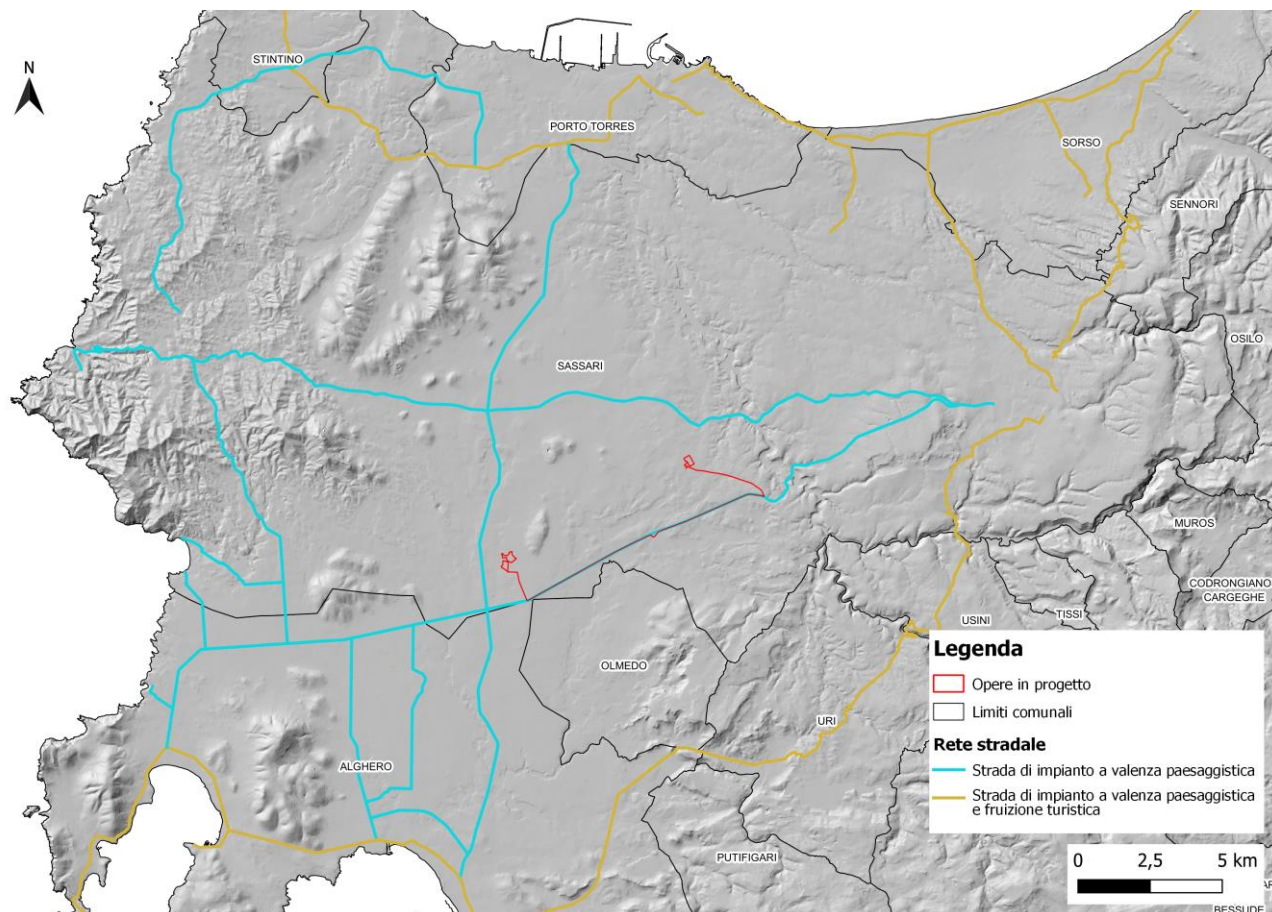 STINTINO
N
PORTO TORRES
SORSO
SENNORI
OSILO
SASSARI
MUROS
CODRONGIANO
CARGEGHE
TISSI
USINI
OLMEDO
URI
ALGHERO
PUTIFIGARI
Legenda
Opere in progetto
Limiti comunali
Rete stradale
Strada di impianto a valenza paesaggistica
Strada di impianto a valenza paesaggistica
e fruizione turistica
0 2,5 5 km
BESSUDE